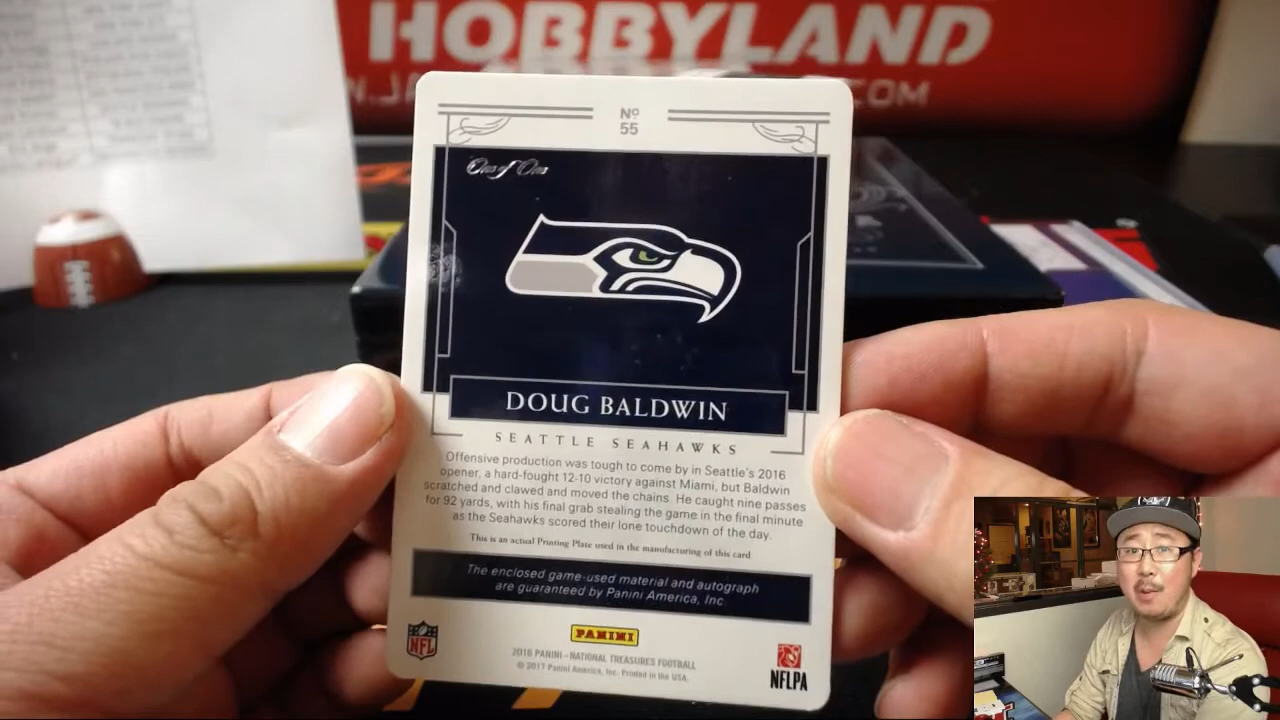 HOBBYLAND
.COM
Nº
55
One of One
DOUG BALDWIN
SEATTLE SEAHAWKS
Offensive production was tough to come by in Seattle's 2016
opener, a hard-fought 12-10 victory against Miami, but Baldwin
scratched and clawed and moved the chains. He caught nine passes
for 92 yards, with his final grab stealing the game in the final minute
as the Seahawks scored their lone touchdown of the day.
This is an actual Printing Plate used in the manufacturing of this card
The enclosed game-used material and autograph
are guaranteed by Panini America, Inc.
NFL
PANINI
2016 PANINI – NATIONAL TREASURES FOOTBALL
© 2017 Panini America, Inc. Printed in the USA.
NFLPA